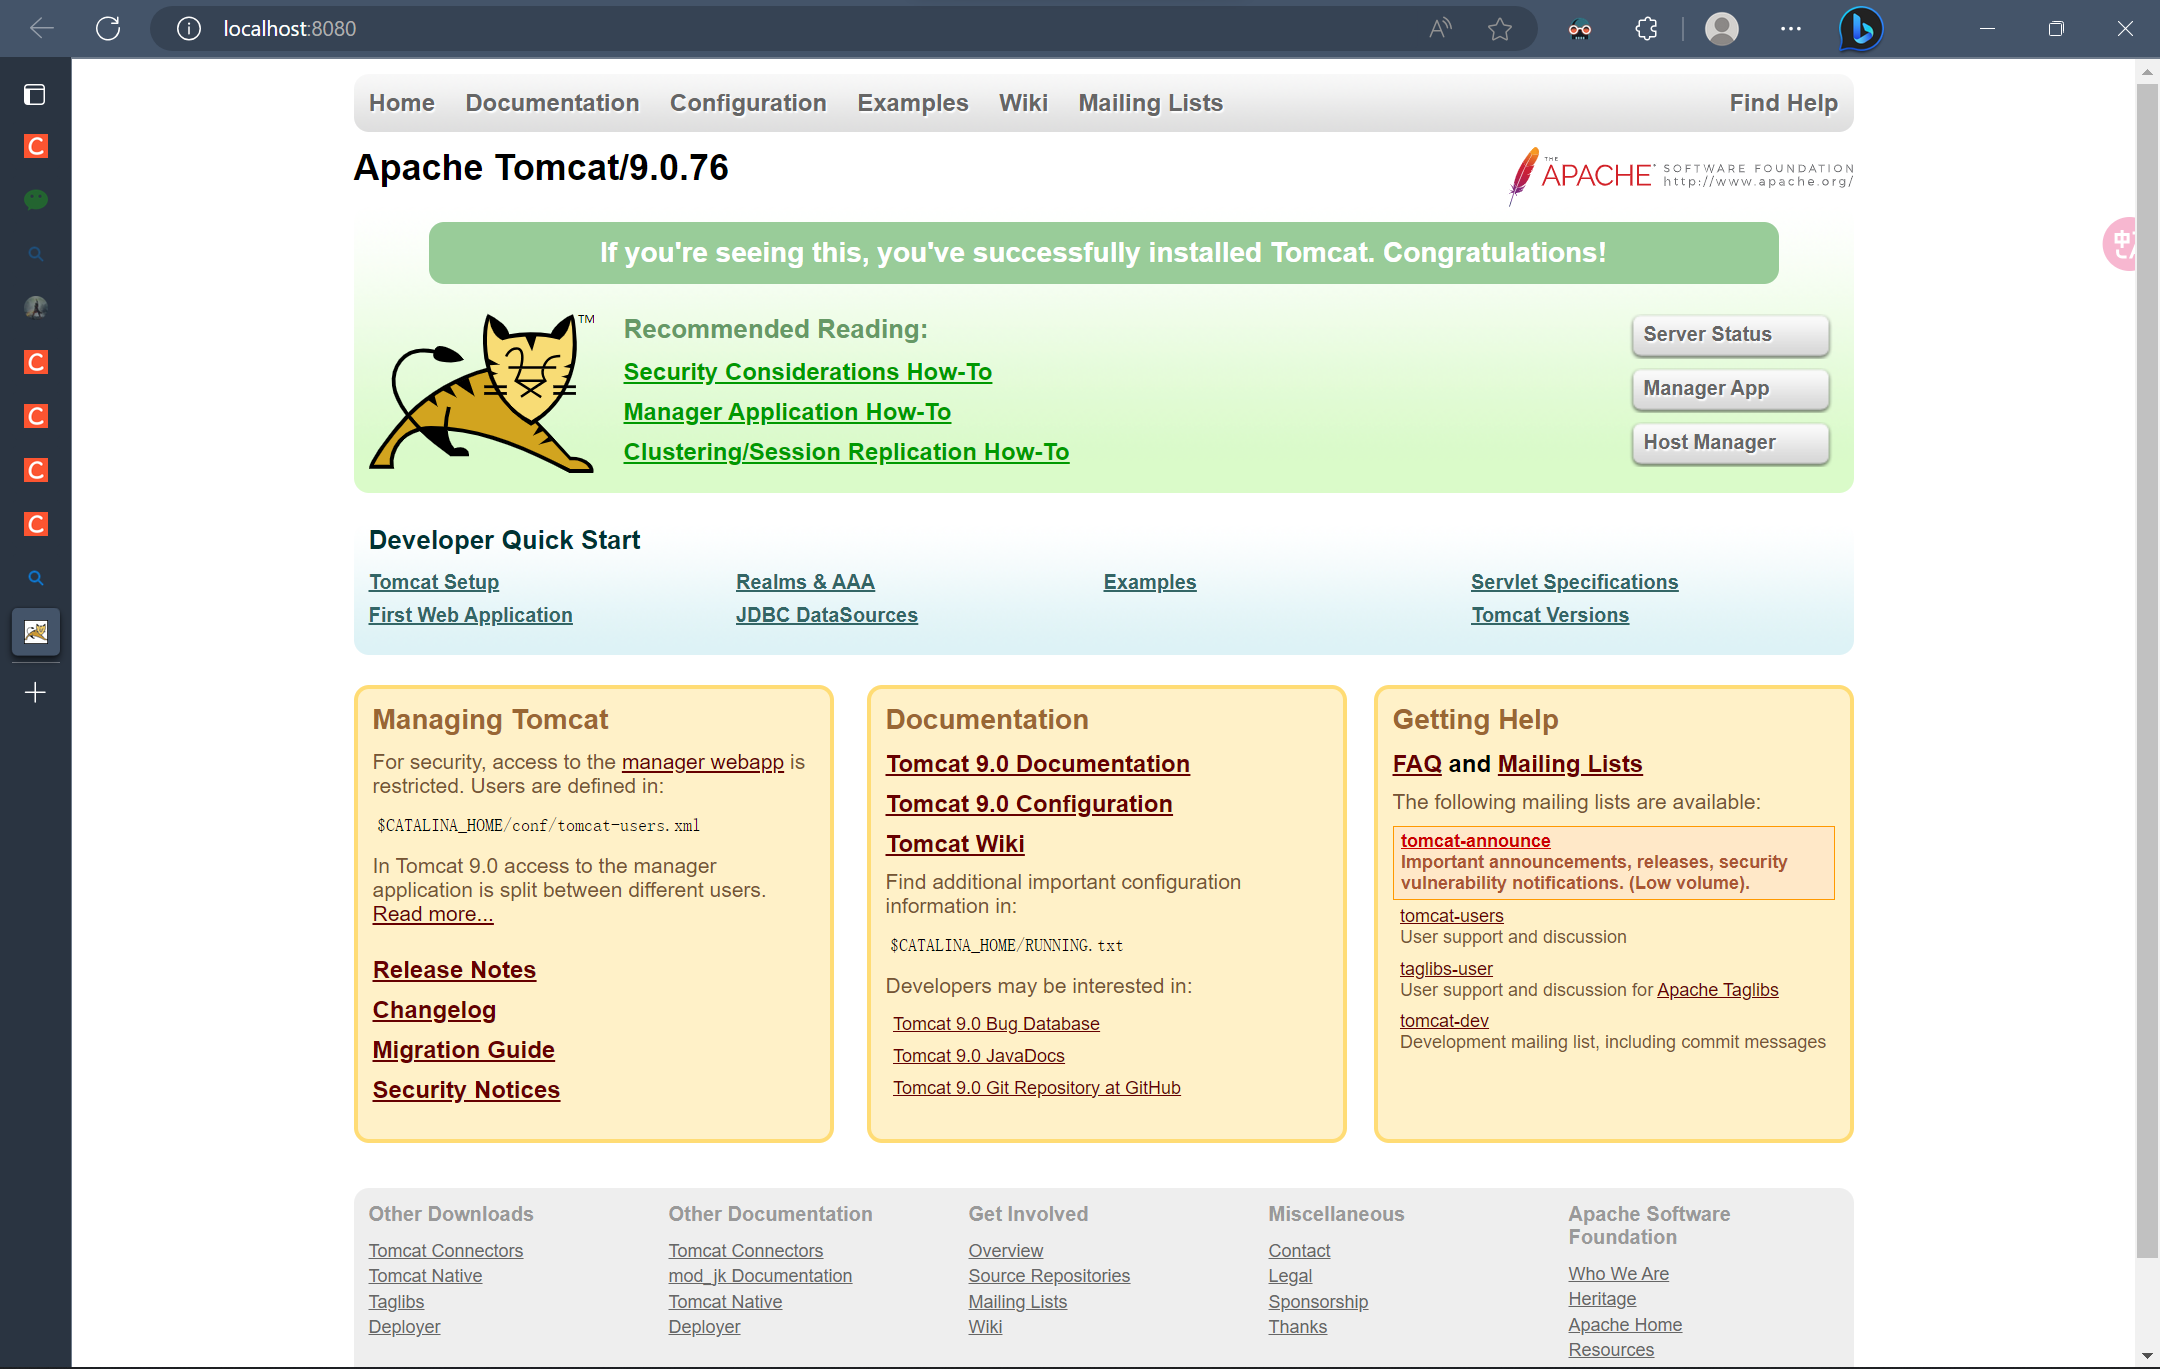 localhost:8080
Home Documentation Configuration Examples Wiki Mailing Lists Find Help
Apache Tomcat/9.0.76
THE APACHE SOFTWARE FOUNDATION
http://www.apache.org/
If you're seeing this, you've successfully installed Tomcat. Congratulations!
TM
Recommended Reading:
Security Considerations How-To
Manager Application How-To
Clustering/Session Replication How-To
Server Status
Manager App
Host Manager
Developer Quick Start
Tomcat Setup
First Web Application
Realms & AAA
JDBC DataSources
Examples
Servlet Specifications
Tomcat Versions
Managing Tomcat
For security, access to the manager webapp is
restricted. Users are defined in:
$CATALINA_HOME/conf/tomcat-users.xml
In Tomcat 9.0 access to the manager
application is split between different users.
Read more...
Release Notes
Changelog
Migration Guide
Security Notices
Documentation
Tomcat 9.0 Documentation
Tomcat 9.0 Configuration
Tomcat Wiki
Find additional important configuration
information in:
$CATALINA_HOME/RUNNING.txt
Developers may be interested in:
Tomcat 9.0 Bug Database
Tomcat 9.0 JavaDocs
Tomcat 9.0 Git Repository at GitHub
Getting Help
FAQ and Mailing Lists
The following mailing lists are available:
tomcat-announce
Important announcements, releases, security
vulnerability notifications. (Low volume).
tomcat-users
User support and discussion
taglibs-user
User support and discussion for Apache Taglibs
tomcat-dev
Development mailing list, including commit messages
Other Downloads
Tomcat Connectors
Tomcat Native
Taglibs
Deployer
Other Documentation
Tomcat Connectors
mod_jk Documentation
Tomcat Native
Deployer
Get Involved
Overview
Source Repositories
Mailing Lists
Wiki
Miscellaneous
Contact
Legal
Sponsorship
Thanks
Apache Software
Foundation
Who We Are
Heritage
Apache Home
Resources